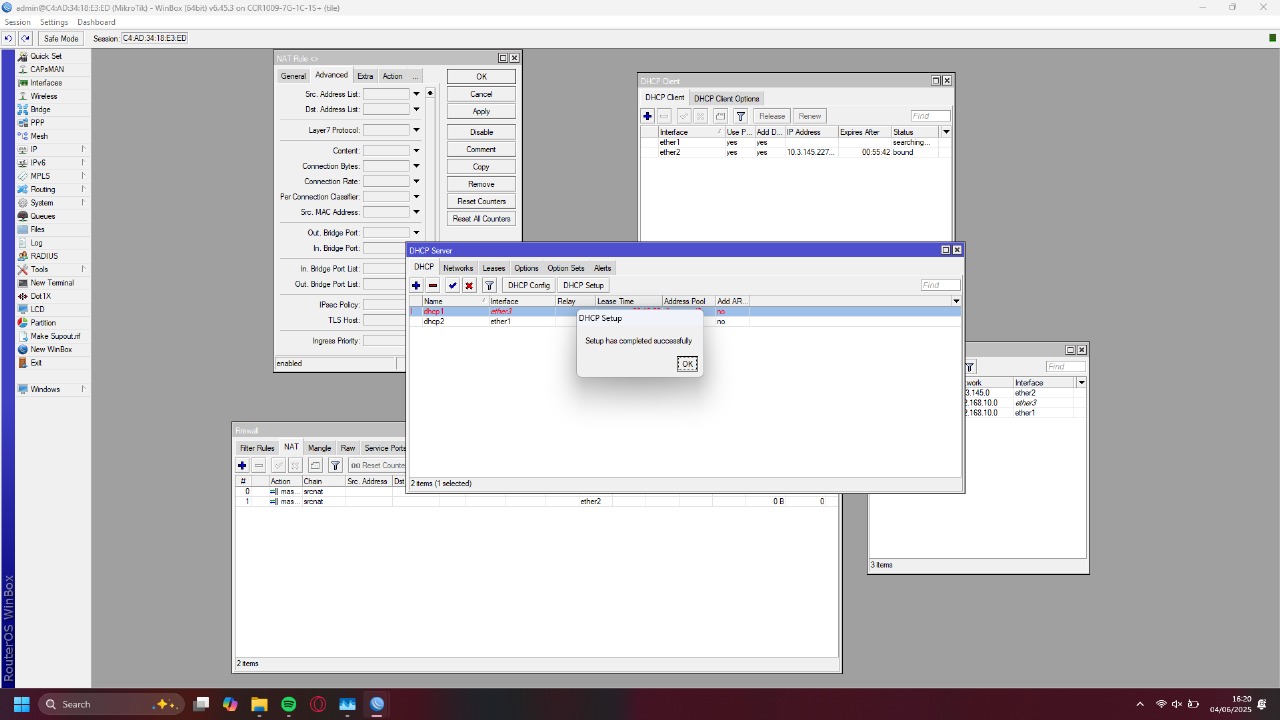 admin@C4:AD:34:18:E3:ED (MikroTik) - WinBox (64bit) v6.45.3 on CCR1009-7G-1C-1S+ (tile)
Session Settings Dashboard
Safe Mode Session: C4:AD:34:18:E3:ED
Quick Set
CAPsMAN
Interfaces
Wireless
Bridge
PPP
Mesh
IP
IPv6
MPLS
Routing
System
Queues
Files
Log
RADIUS
Tools
New Terminal
Dot1X
LCD
Partition
Make Supout.rif
New WinBox
Exit
Windows
RouterOS WinBox
NAT Rule <>
General Advanced Extra Action ...
Src. Address List:
Dst. Address List:
Layer7 Protocol:
Content:
Connection Bytes:
Connection Rate:
Per Connection Classifier:
Src. MAC Address:
Out. Bridge Port:
In. Bridge Port:
In. Bridge Port List:
Out. Bridge Port List:
IPsec Policy:
TLS Host:
Ingress Priority:
enabled
OK
Cancel
Apply
Disable
Comment
Copy
Remove
Reset Counters
Reset All Counters
DHCP Client
DHCP Client DHCP Client Options
Release Renew Find
Interface Use P... Add D... IP Address Expires After Status
ether1 yes yes searching...
ether2 yes yes 10.3.145.227... 00:55:42 bound
DHCP Server
DHCP Networks Leases Options Option Sets Alerts
DHCP Config DHCP Setup Find
Name Interface Relay Lease Time Address Pool Add AR...
dhcp1 ether3 no
dhcp2 ether1 no
2 items (1 selected)
DHCP Setup
Setup has completed successfully
OK
Find
work Interface
3.145.0 ether2
2.168.10.0 ether3
2.168.10.0 ether1
3 items
Firewall
Filter Rules NAT Mangle Raw Service Ports
00 Reset Counte
# Action Chain Src. Address Dst
0 mas... srcnat
1 mas... srcnat ether2 0 B 0
2 items
Search
16:20
04/06/2025